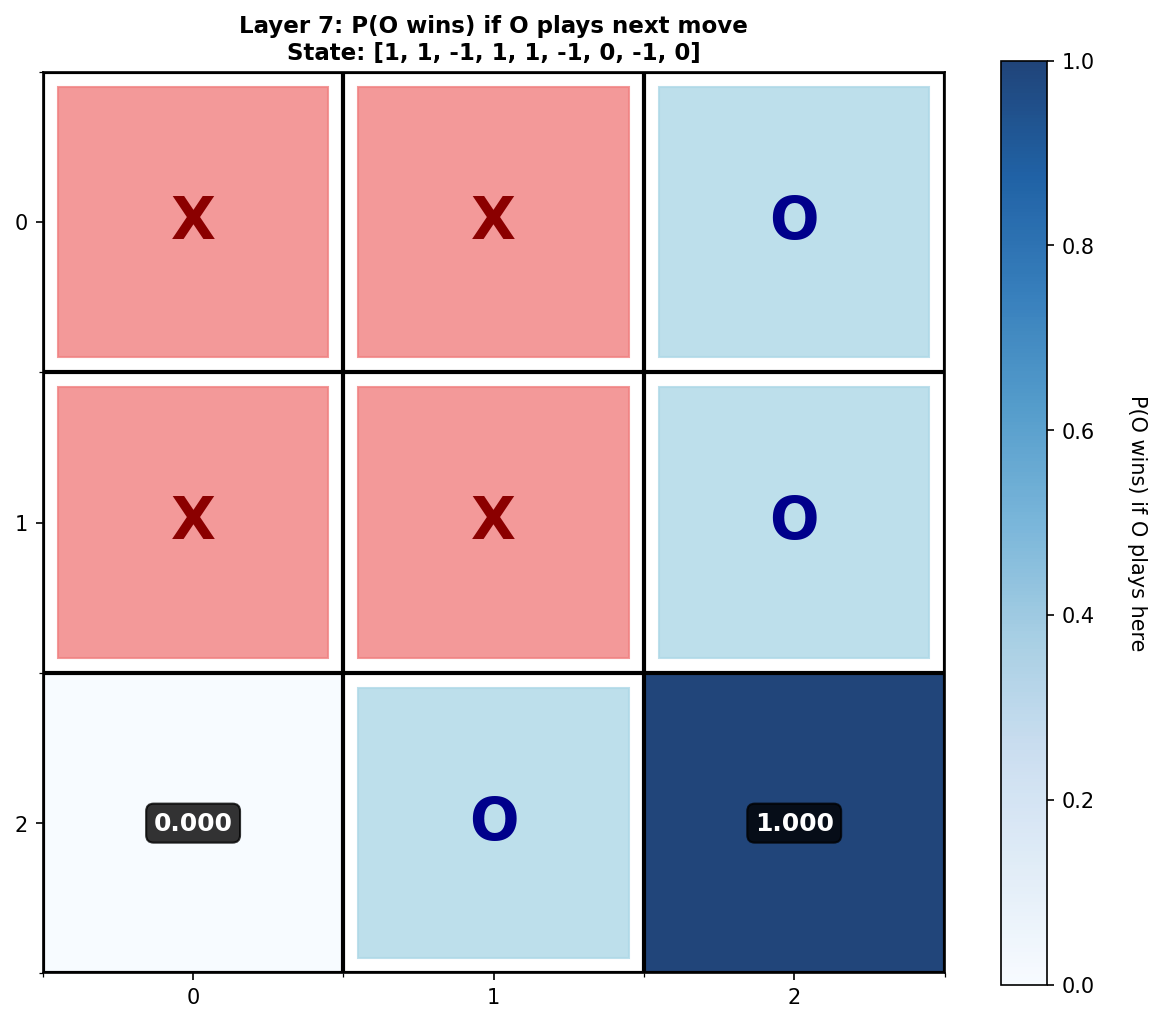 Layer 7: P(O wins) if O plays next move
State: [1, 1, -1, 1, 1, -1, 0, -1, 0]
0
X
X
O
1
X
X
O
2
0.000
O
1.000
0
1
2
1.0
0.8
0.6
0.4
0.2
0.0
P(O wins) if O plays here